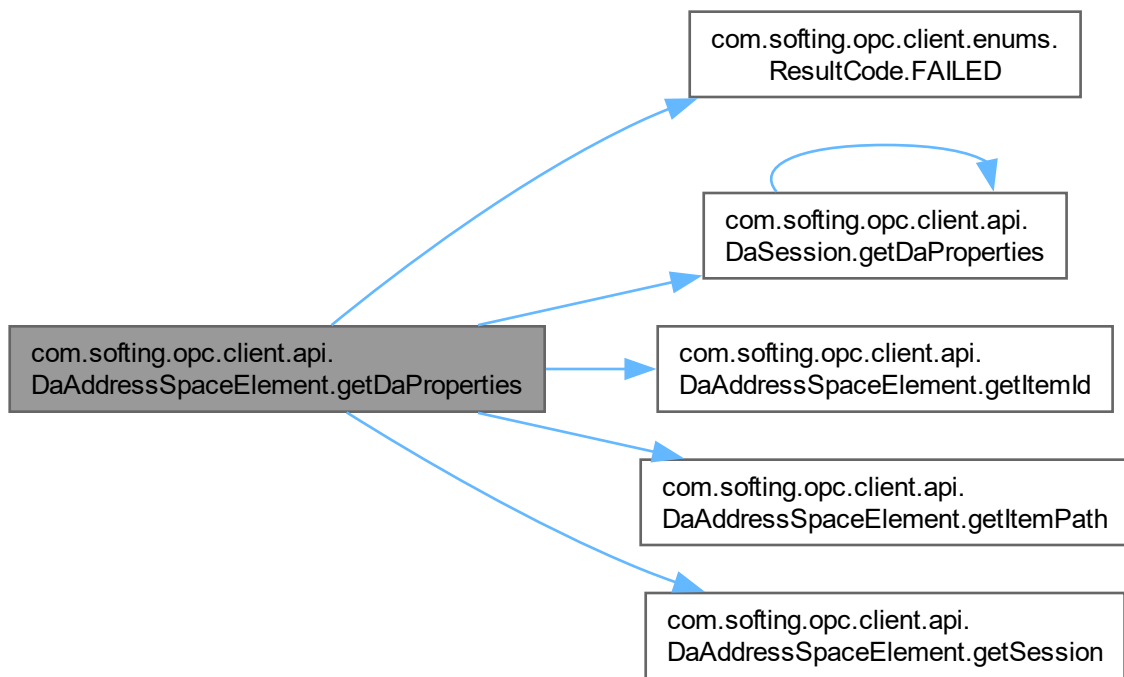 com.softing.opc.client.enums.
ResultCode.FAILED
com.softing.opc.client.api.
DaSession.getDaProperties
com.softing.opc.client.api.
DaAddressSpaceElement.getDaProperties
com.softing.opc.client.api.
DaAddressSpaceElement.getItemId
com.softing.opc.client.api.
DaAddressSpaceElement.getItemPath
com.softing.opc.client.api.
DaAddressSpaceElement.getSession